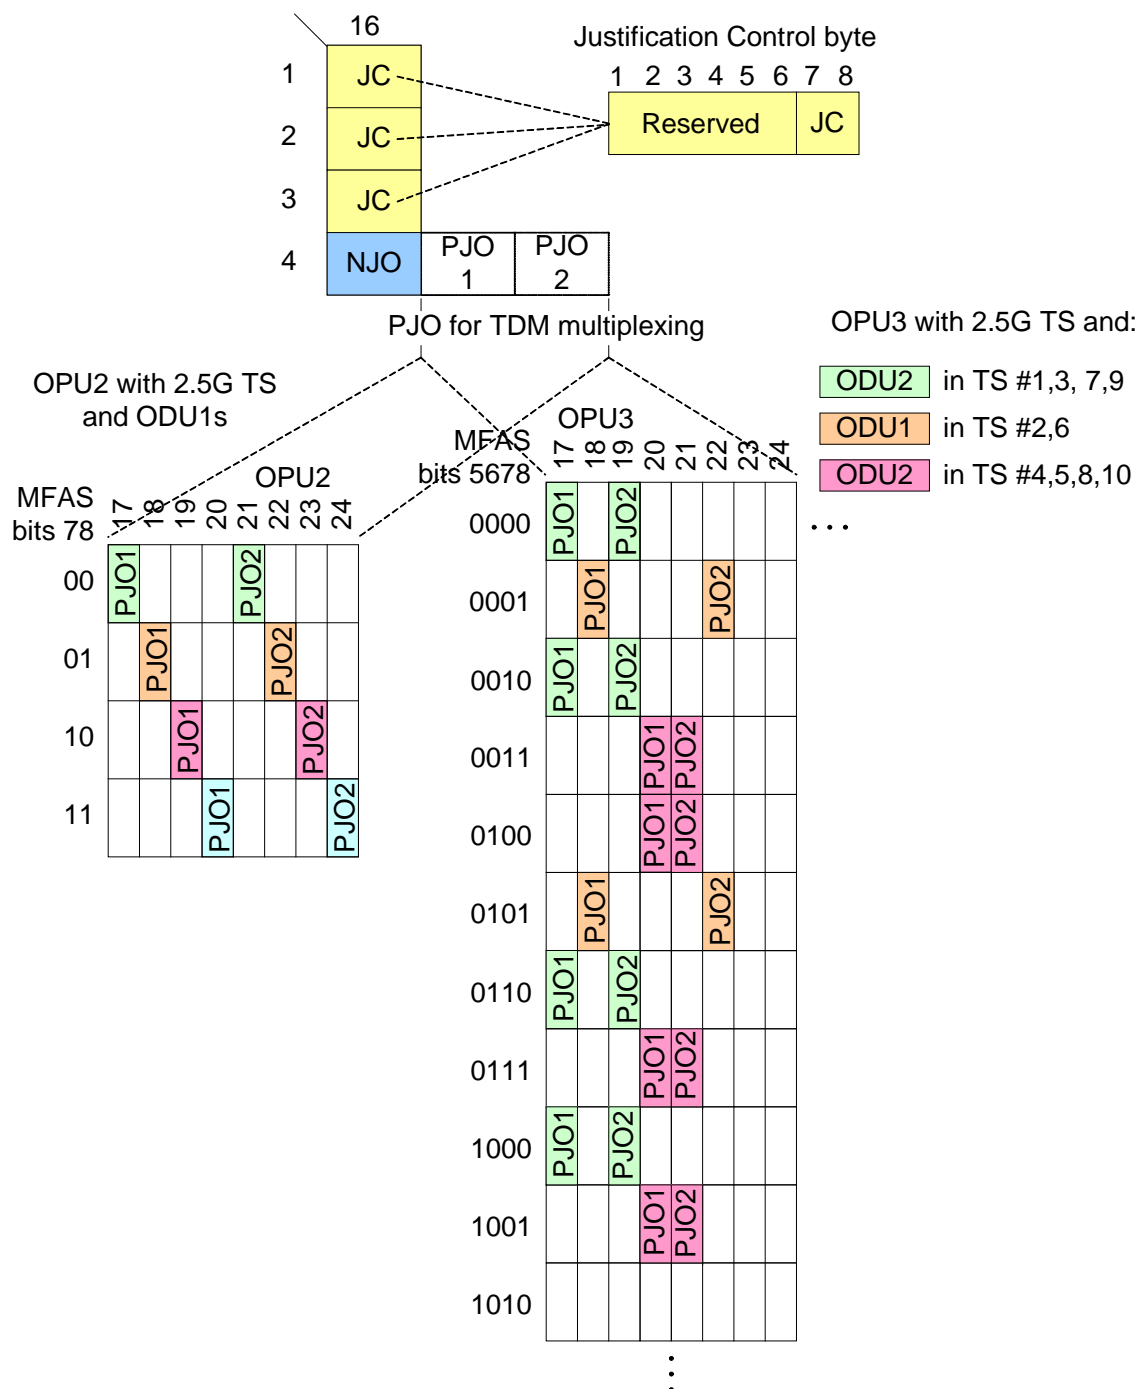 16
Justification Control byte
1 2 3 4 5 6 7 8
1 JC
Reserved JC
2 JC
3 JC
4 NJO PJO 1 PJO 2
PJO for TDM multiplexing
OPU3 with 2.5G TS and:
ODU2 in TS #1,3, 7,9
ODU1 in TS #2,6
ODU2 in TS #4,5,8,10
OPU2 with 2.5G TS
and ODU1s
OPU2
MFAS
bits 78
17 18 19 20 21 22 23 24
00 PJO1 PJO2
01 PJO1 PJO2
10 PJO1 PJO2
11 PJO1 PJO2
OPU3
MFAS
bits 5678
17 18 19 20 21 22 23 24
0000 PJO1 PJO2 ...
0001 PJO1 PJO2
0010 PJO1 PJO2
0011 PJO1 PJO2
0100 PJO1 PJO2
0101 PJO1 PJO2
0110 PJO1 PJO2
0111 PJO1 PJO2
1000 PJO1 PJO2
1001 PJO1 PJO2
1010
...